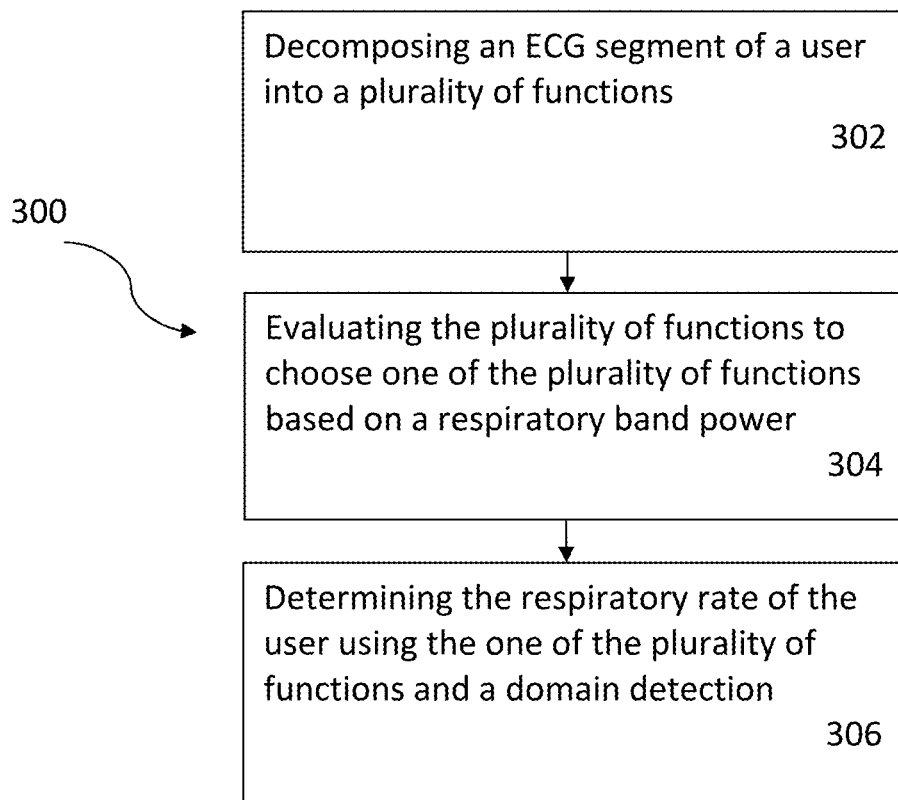 Decomposing an ECG segment of a user
into a plurality of functions
302
300
Evaluating the plurality of functions to
choose one of the plurality of functions
based on a respiratory band power
304
Determining the respiratory rate of the
user using the one of the plurality of
functions and a domain detection
306